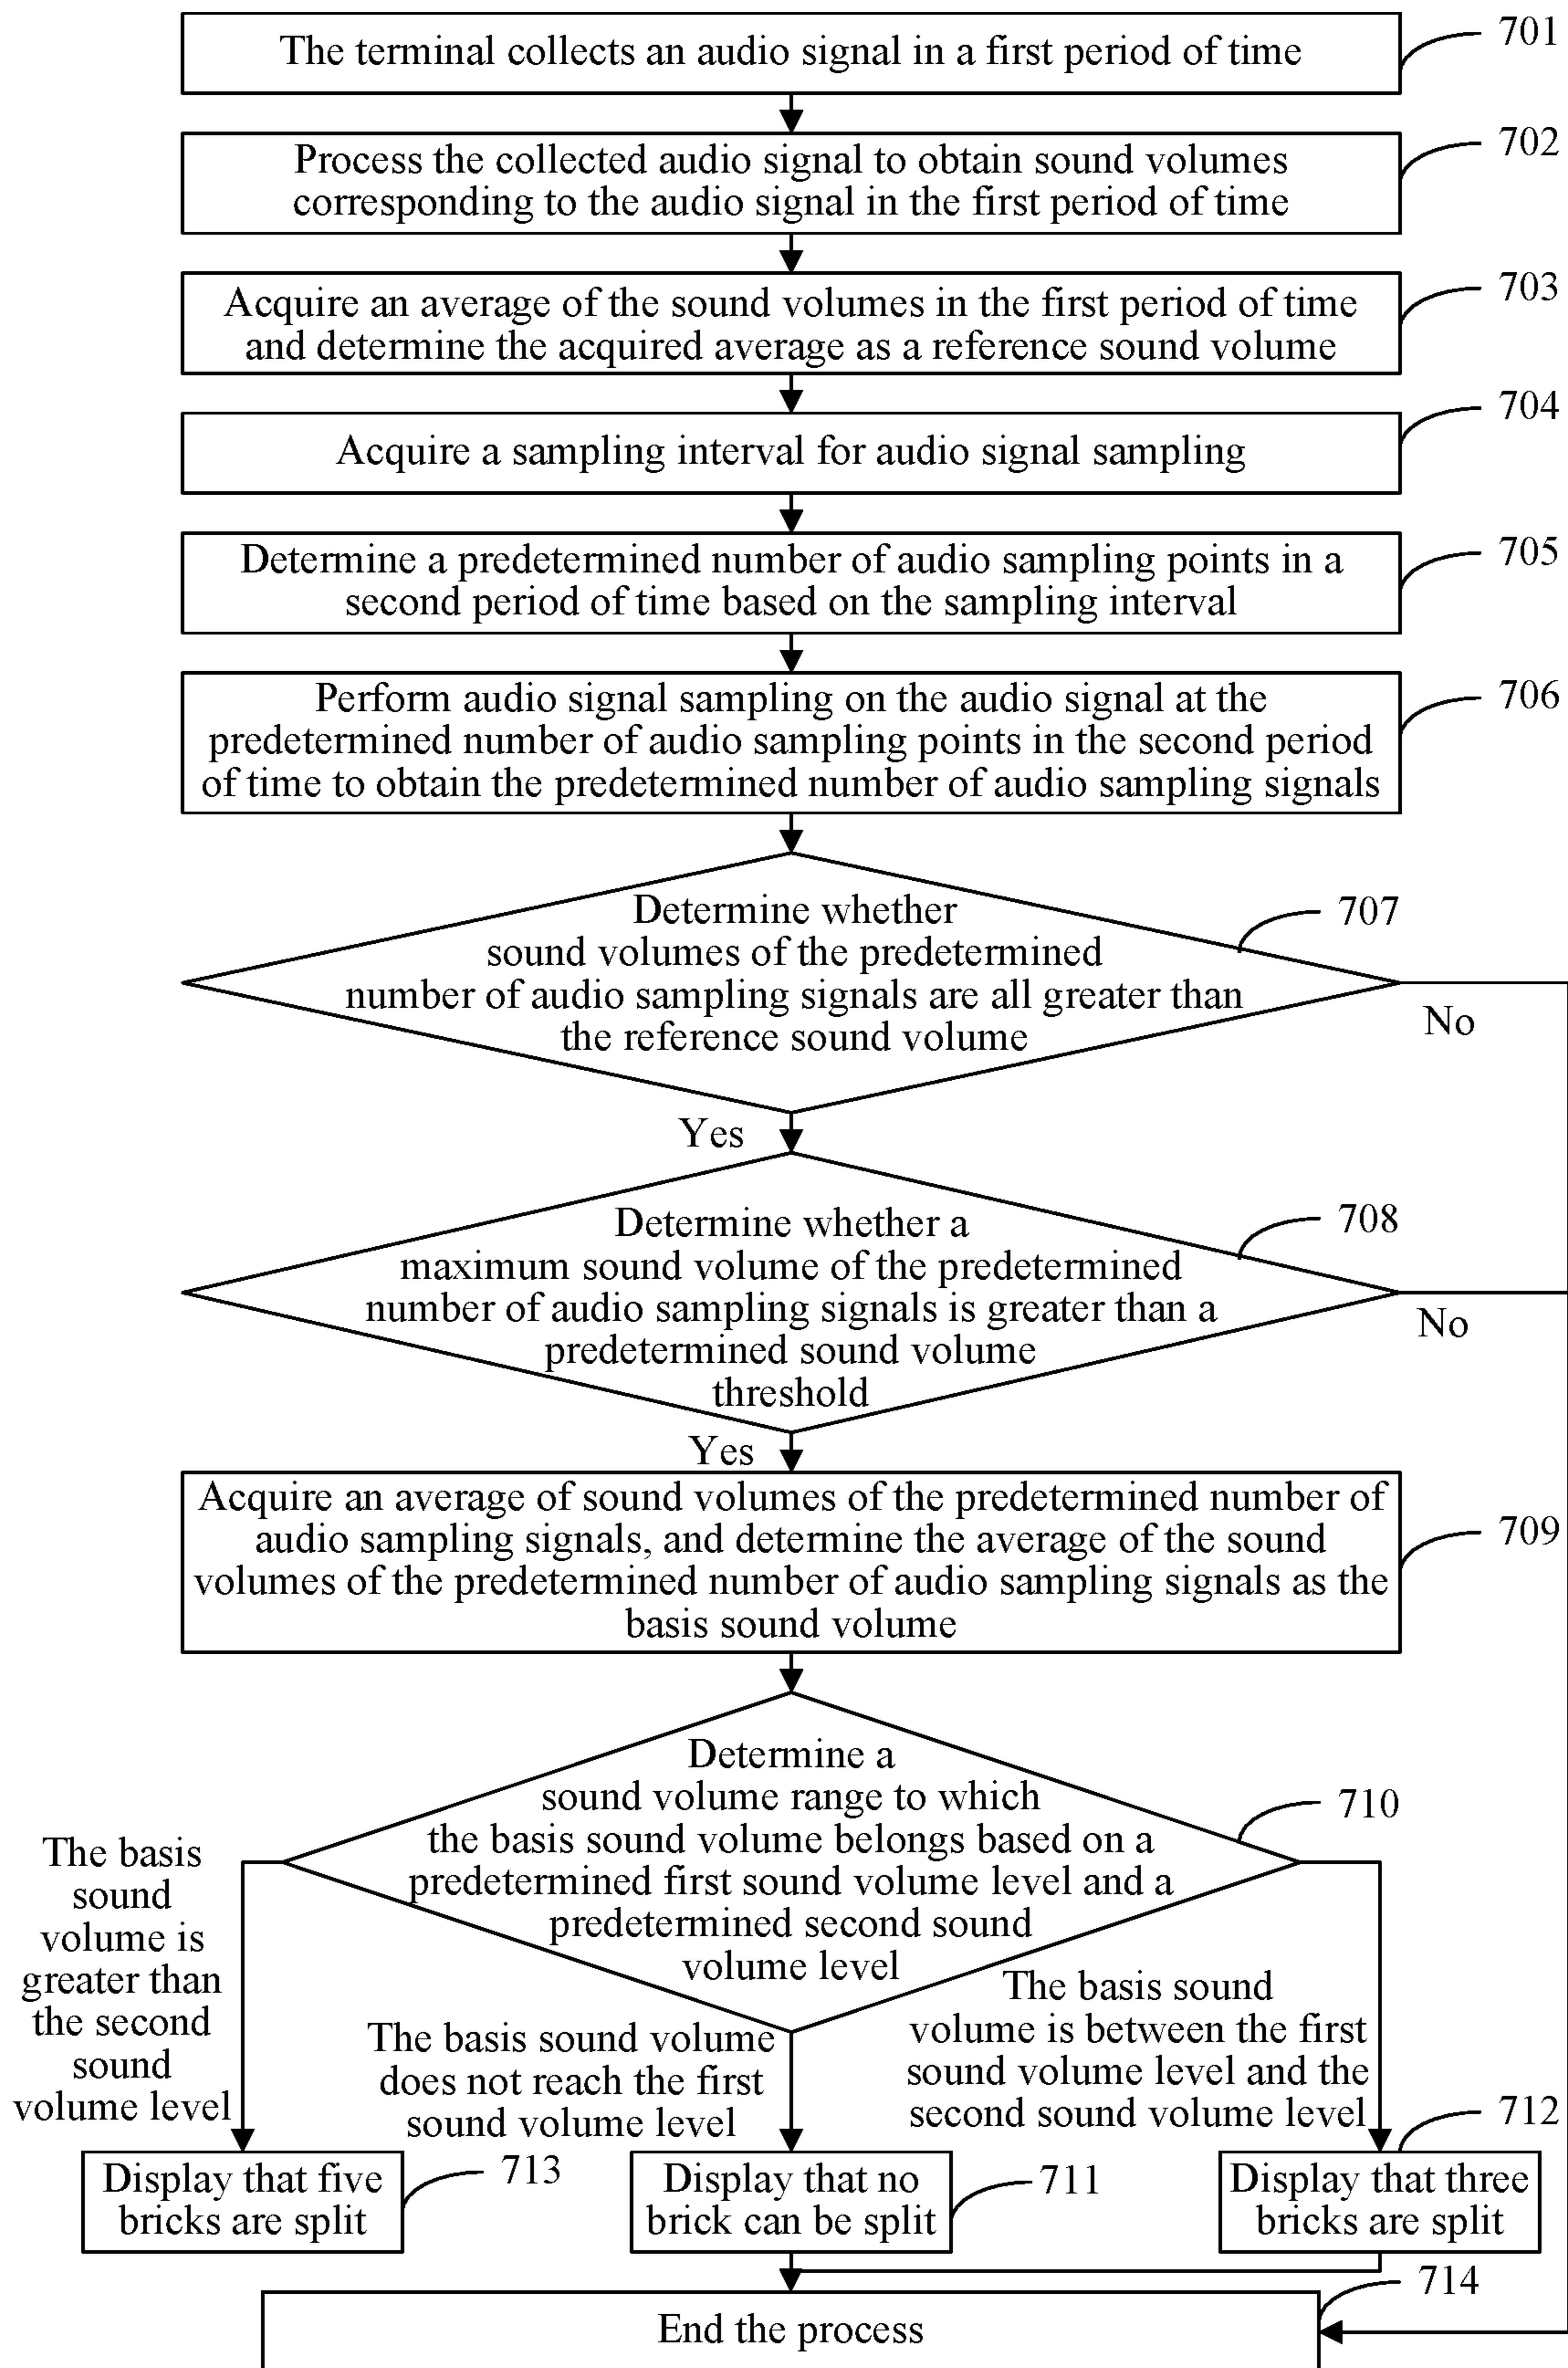 The terminal collects an audio signal in a first period of time
701
Process the collected audio signal to obtain sound volumes
corresponding to the audio signal in the first period of time
702
Acquire an average of the sound volumes in the first period of time
and determine the acquired average as a reference sound volume
703
Acquire a sampling interval for audio signal sampling
704
Determine a predetermined number of audio sampling points in a
second period of time based on the sampling interval
705
Perform audio signal sampling on the audio signal at the
predetermined number of audio sampling points in the second period
of time to obtain the predetermined number of audio sampling signals
706
Determine whether
sound volumes of the predetermined
number of audio sampling signals are all greater than
the reference sound volume
707
No
Yes
Determine whether a
maximum sound volume of the predetermined
number of audio sampling signals is greater than a
predetermined sound volume
threshold
708
No
Yes
Acquire an average of sound volumes of the predetermined number of
audio sampling signals, and determine the average of the sound
volumes of the predetermined number of audio sampling signals as the
basis sound volume
709
Determine a
sound volume range to which
the basis sound volume belongs based on a
predetermined first sound volume level and a
predetermined second sound
volume level
710
The basis
sound
volume is
greater than
the second
sound
volume level
The basis sound volume
does not reach the first
sound volume level
The basis sound
volume is between the first
sound volume level and the
second sound volume level
Display that five
bricks are split
713
Display that no
brick can be split
711
Display that three
bricks are split
712
End the process
714